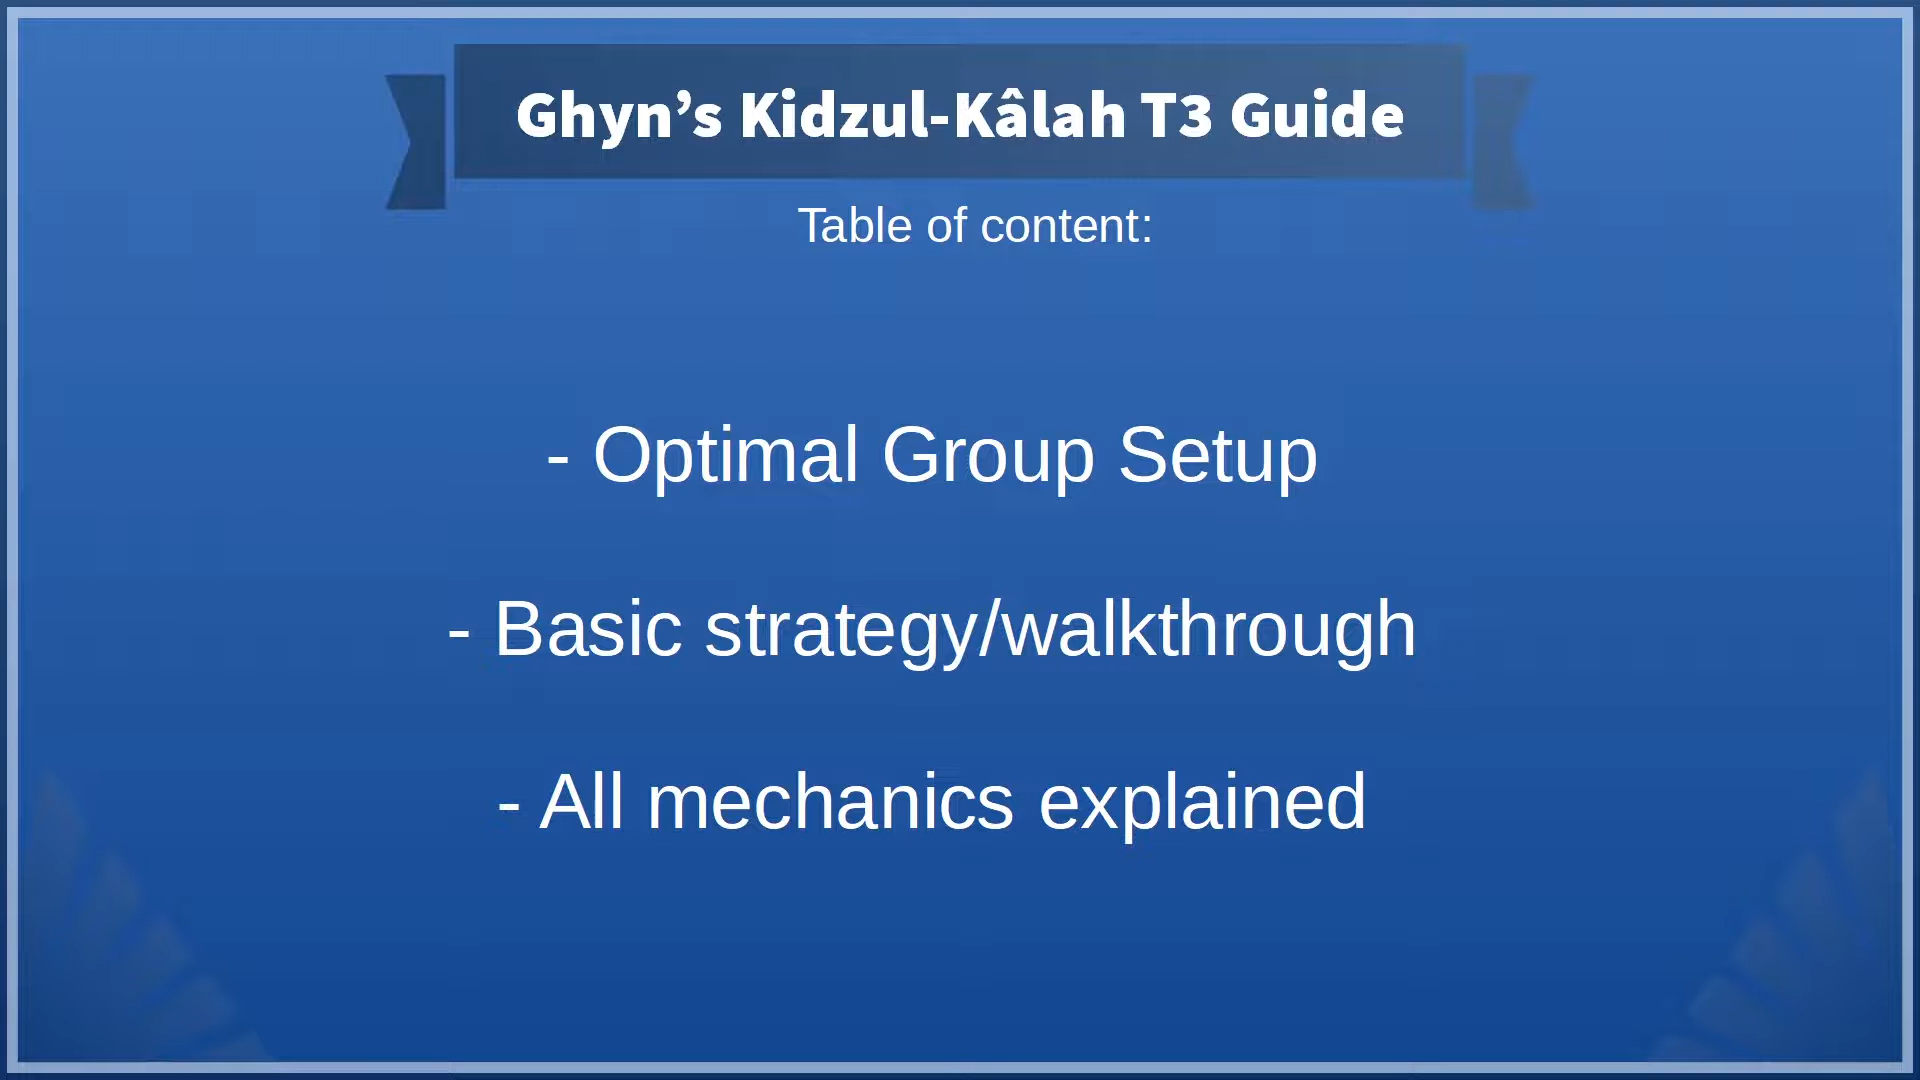 Ghyn’s Kidzul-Kâlah T3 Guide
Table of content:
- Optimal Group Setup
- Basic strategy/walkthrough
- All mechanics explained